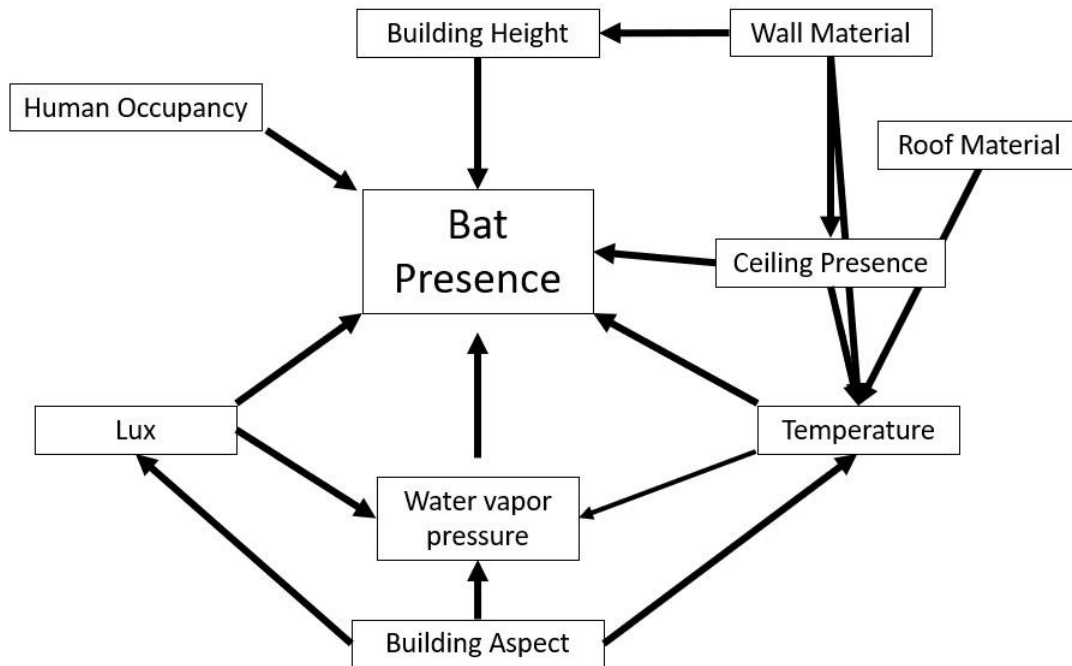 Building Height
Wall Material
Human Occupancy
Roof Material
Bat
Presence
Ceiling Presence
Lux
Temperature
Water vapor
pressure
Building Aspect